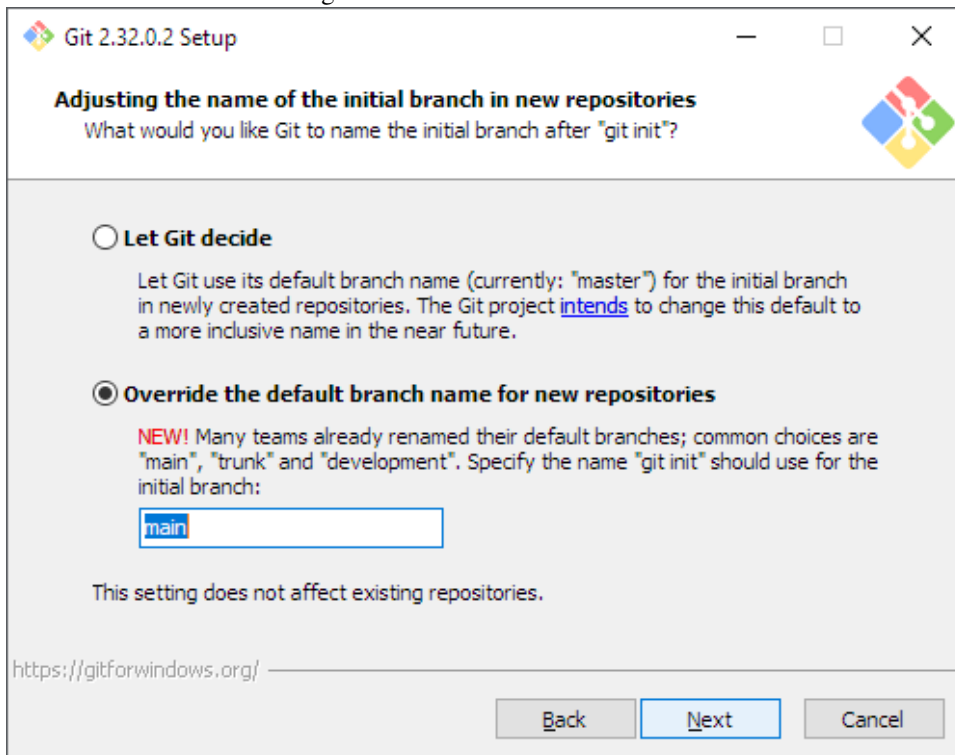 Git 2.32.0.2 Setup
Adjusting the name of the initial branch in new repositories
What would you like Git to name the initial branch after "git init"?
Let Git decide
Let Git use its default branch name (currently: "master") for the initial branch
in newly created repositories. The Git project intends to change this default to
a more inclusive name in the near future.
Override the default branch name for new repositories
NEW! Many teams already renamed their default branches; common choices are
"main", "trunk" and "development". Specify the name "git init" should use for the
initial branch:
main
This setting does not affect existing repositories.
https://gitforwindows.org/
Back Next Cancel